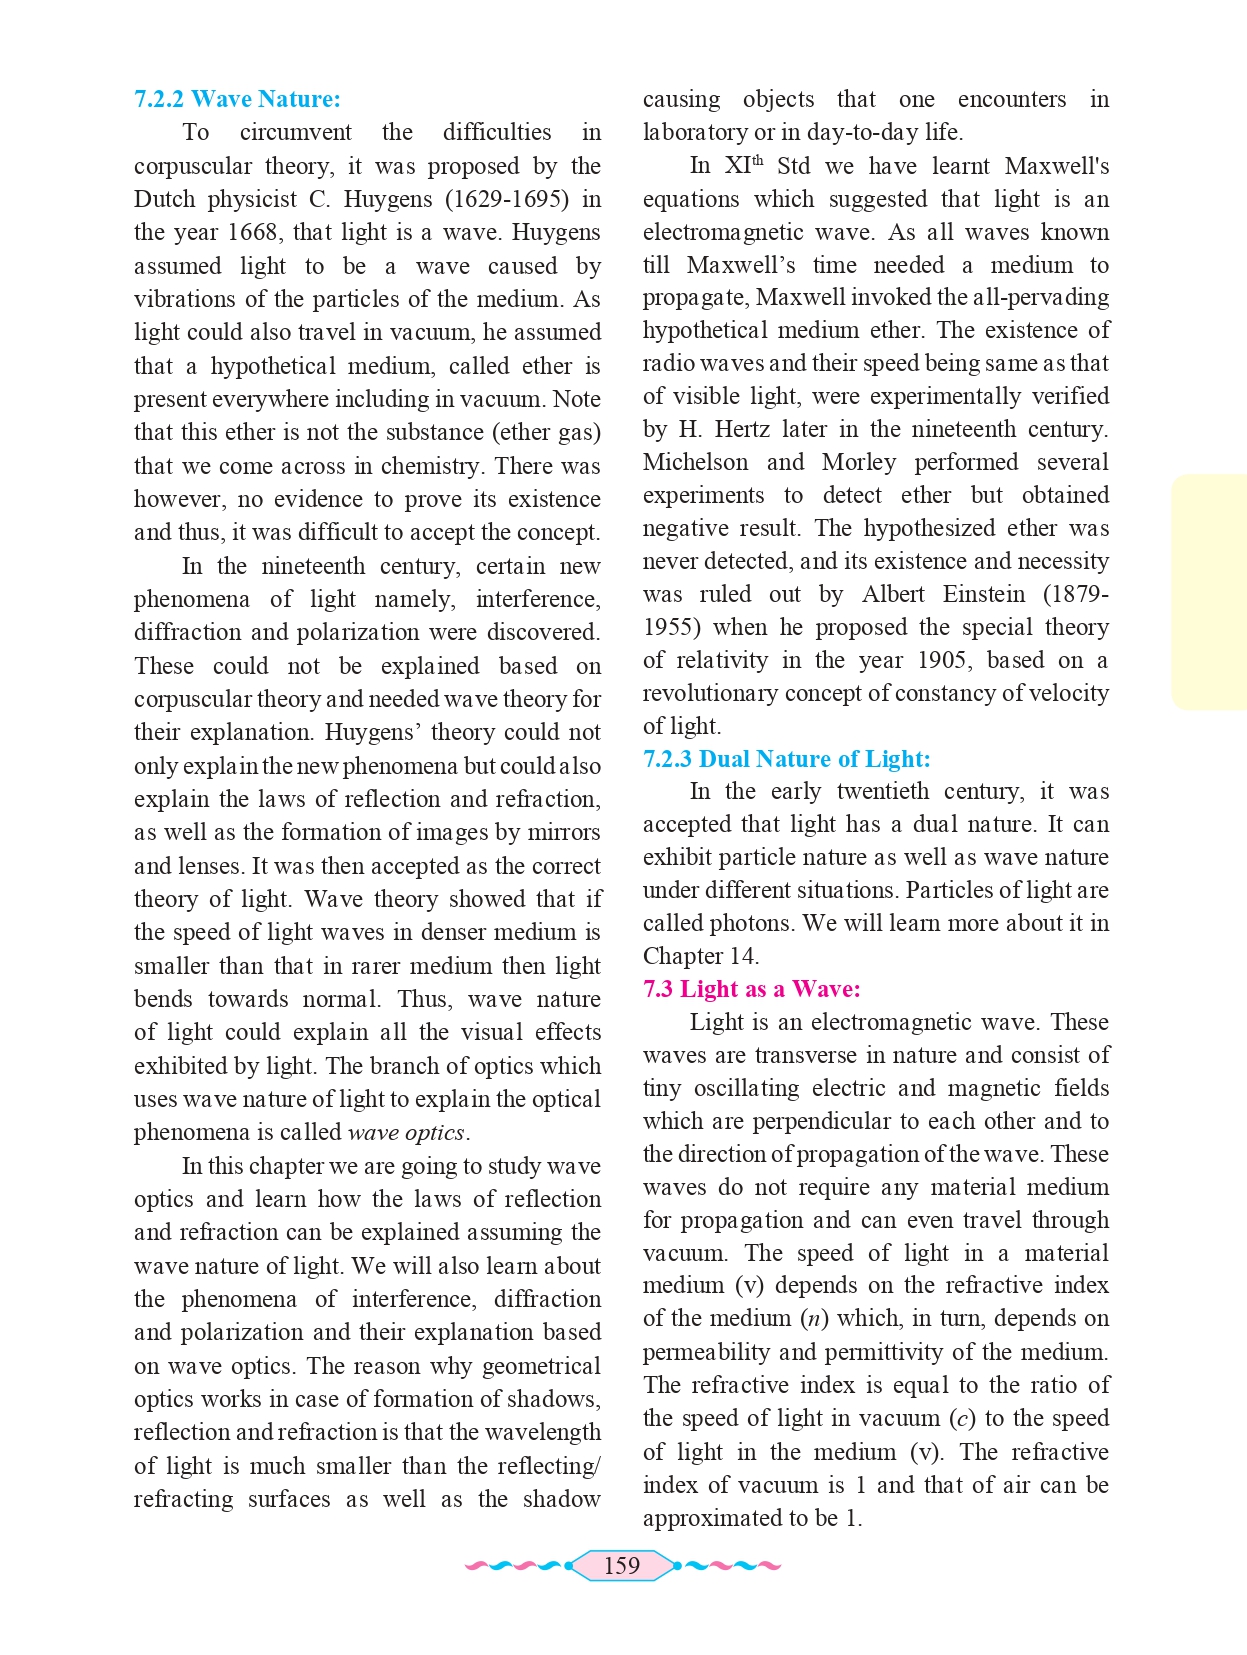 7.2.2 Wave Nature:
To circumvent the difficulties in
corpuscular theory, it was proposed by the
Dutch physicist C. Huygens (1629-1695) in
the year 1668, that light is a wave. Huygens
assumed light to be a wave caused by
vibrations of the particles of the medium. As
light could also travel in vacuum, he assumed
that a hypothetical medium, called ether is
present everywhere including in vacuum. Note
that this ether is not the substance (ether gas)
that we come across in chemistry. There was
however, no evidence to prove its existence
and thus, it was difficult to accept the concept.
In the nineteenth century, certain new
phenomena of light namely, interference,
diffraction and polarization were discovered.
These could not be explained based on
corpuscular theory and needed wave theory for
their explanation. Huygens’ theory could not
only explain the new phenomena but could also
explain the laws of reflection and refraction,
as well as the formation of images by mirrors
and lenses. It was then accepted as the correct
theory of light. Wave theory showed that if
the speed of light waves in denser medium is
smaller than that in rarer medium then light
bends towards normal. Thus, wave nature
of light could explain all the visual effects
exhibited by light. The branch of optics which
uses wave nature of light to explain the optical
phenomena is called wave optics.
In this chapter we are going to study wave
optics and learn how the laws of reflection
and refraction can be explained assuming the
wave nature of light. We will also learn about
the phenomena of interference, diffraction
and polarization and their explanation based
on wave optics. The reason why geometrical
optics works in case of formation of shadows,
reflection and refraction is that the wavelength
of light is much smaller than the reflecting/
refracting surfaces as well as the shadow
causing objects that one encounters in
laboratory or in day-to-day life.
In XIth Std we have learnt Maxwell's
equations which suggested that light is an
electromagnetic wave. As all waves known
till Maxwell’s time needed a medium to
propagate, Maxwell invoked the all-pervading
hypothetical medium ether. The existence of
radio waves and their speed being same as that
of visible light, were experimentally verified
by H. Hertz later in the nineteenth century.
Michelson and Morley performed several
experiments to detect ether but obtained
negative result. The hypothesized ether was
never detected, and its existence and necessity
was ruled out by Albert Einstein (1879-
1955) when he proposed the special theory
of relativity in the year 1905, based on a
revolutionary concept of constancy of velocity
of light.
7.2.3 Dual Nature of Light:
In the early twentieth century, it was
accepted that light has a dual nature. It can
exhibit particle nature as well as wave nature
under different situations. Particles of light are
called photons. We will learn more about it in
Chapter 14.
7.3 Light as a Wave:
Light is an electromagnetic wave. These
waves are transverse in nature and consist of
tiny oscillating electric and magnetic fields
which are perpendicular to each other and to
the direction of propagation of the wave. These
waves do not require any material medium
for propagation and can even travel through
vacuum. The speed of light in a material
medium (v) depends on the refractive index
of the medium (n) which, in turn, depends on
permeability and permittivity of the medium.
The refractive index is equal to the ratio of
the speed of light in vacuum (c) to the speed
of light in the medium (v). The refractive
index of vacuum is 1 and that of air can be
approximated to be 1.
159